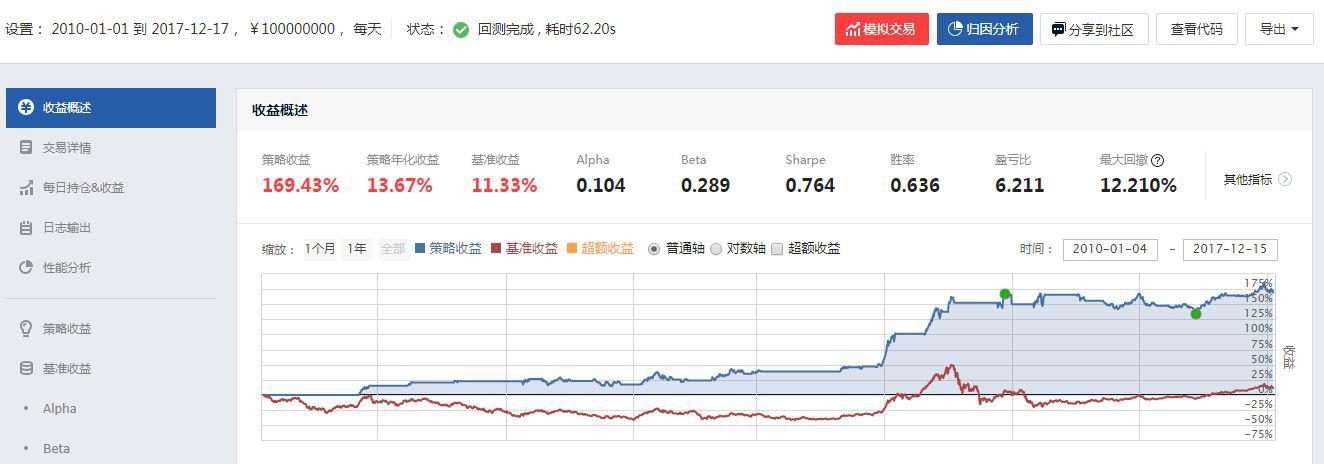 设置： 2010-01-01 到 2017-12-17 , ￥100000000 , 每天 状态： 回测完成 , 耗时62.20s 模拟交易 归因分析 分享到社区 查看代码 导出
收益概述
交易详情
每日持仓&收益
日志输出
性能分析
策略收益
基准收益
• Alpha
• Beta
收益概述
策略收益 策略年化收益 基准收益 Alpha Beta Sharpe 胜率 盈亏比 最大回撤 ?
169.43% 13.67% 11.33% 0.104 0.289 0.764 0.636 6.211 12.210%
其他指标
缩放： 1个月 1年 全部 策略收益 基准收益 超额收益 普通轴 对数轴 超额收益 时间： 2010-01-04 - 2017-12-15
175%
150%
125%
100%
75%
50%
25%
0%
-25%
-50%
-75%
收益